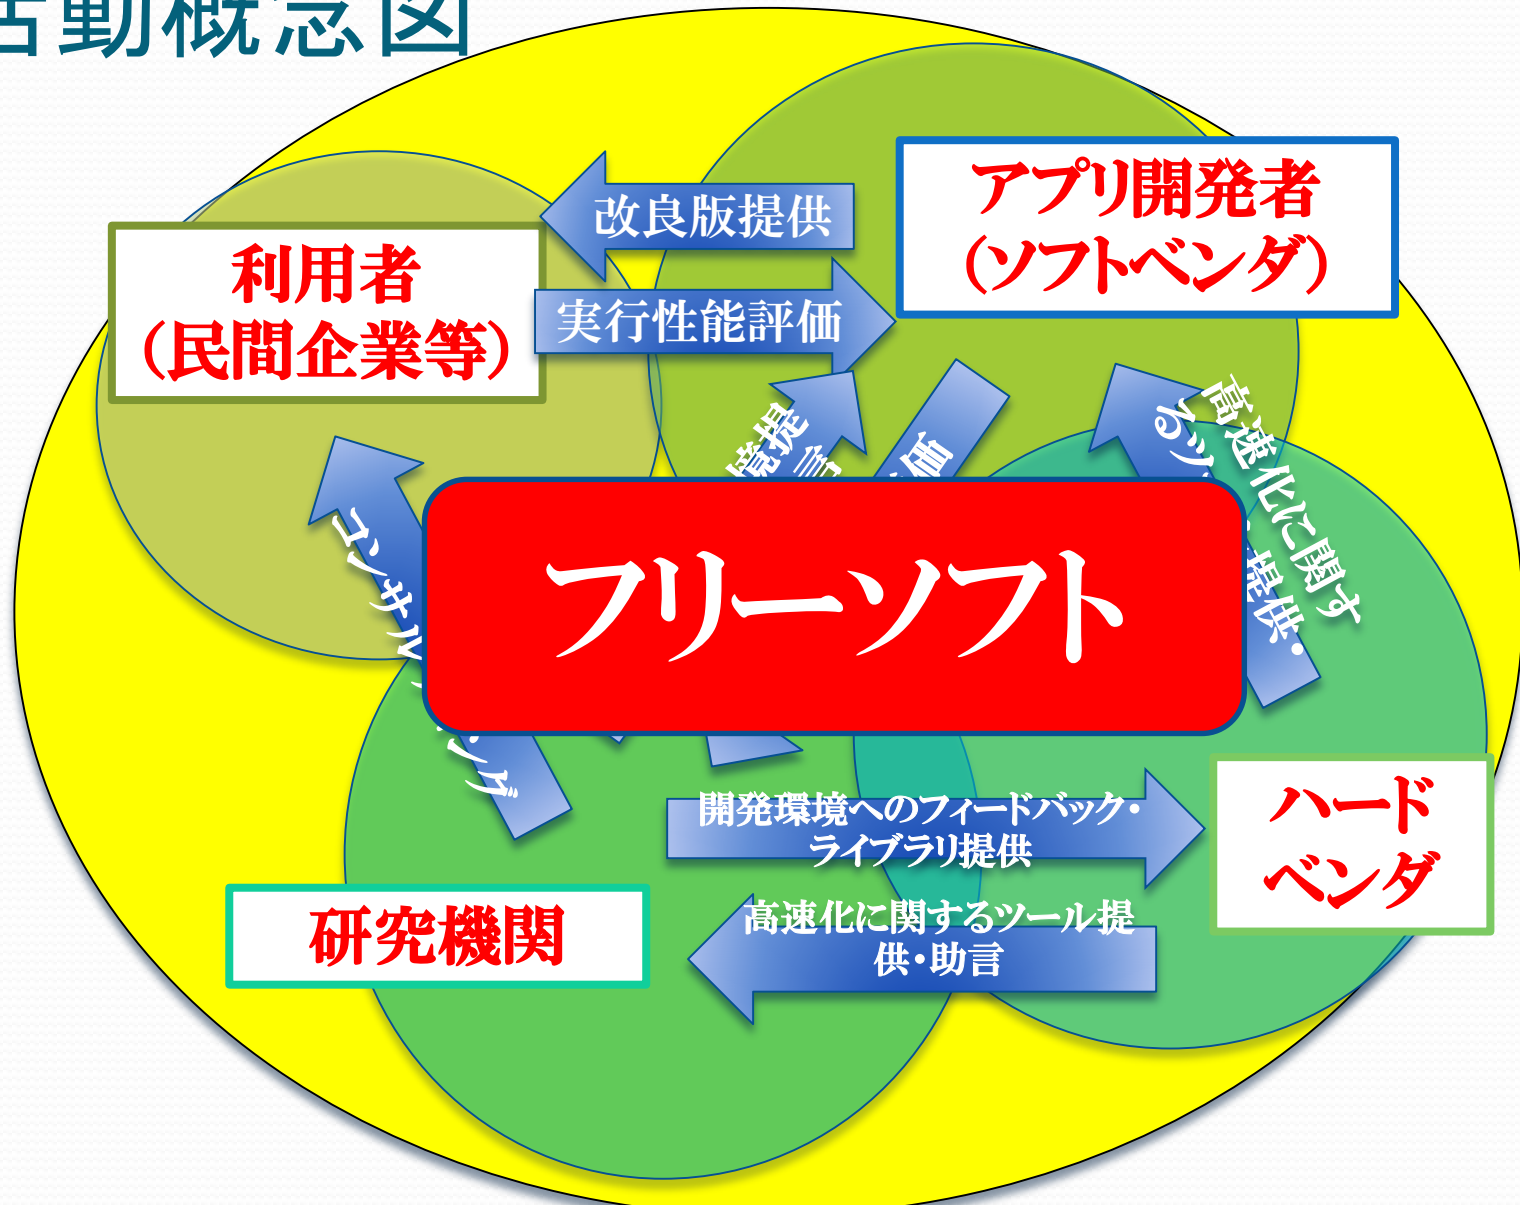 活動概念図
アプリ開発者
（ソフトベンダ）
改良版提供
利用者
（民間企業等）
実行性能評価
高速化に関す
フリーソフト
開発環境へのフィードバック・
ライブラリ提供
ハード
ベンダ
高速化に関するツール提
供・助言
研究機関